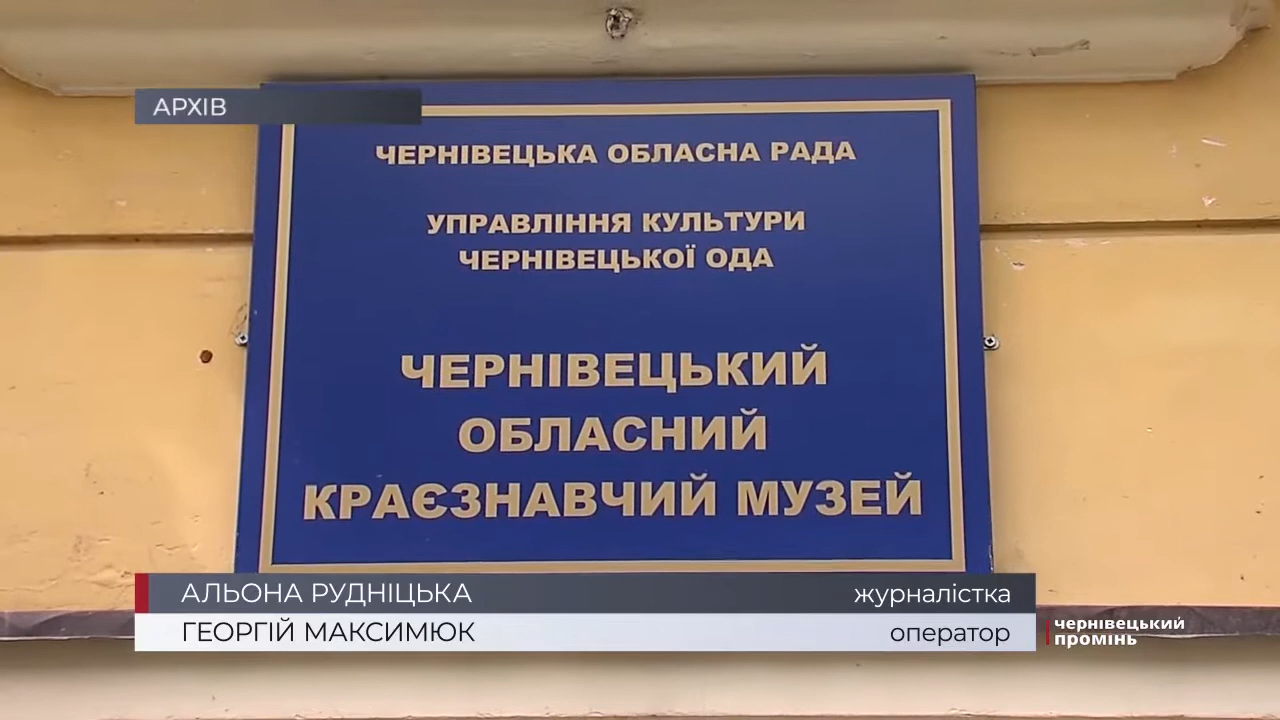 АРХІВ
ЧЕРНІВЕЦЬКА ОБЛАСНА РАДА
УПРАВЛІННЯ КУЛЬТУРИ
ЧЕРНІВЕЦЬКОЇ ОДА
ЧЕРНІВЕЦЬКИЙ
ОБЛАСНИЙ
КРАЄЗНАВЧИЙ МУЗЕЙ
АЛЬОНА РУДНІЦЬКА журналістка
ГЕОРГІЙ МАКСИМЮК оператор
чернівецький
промінь